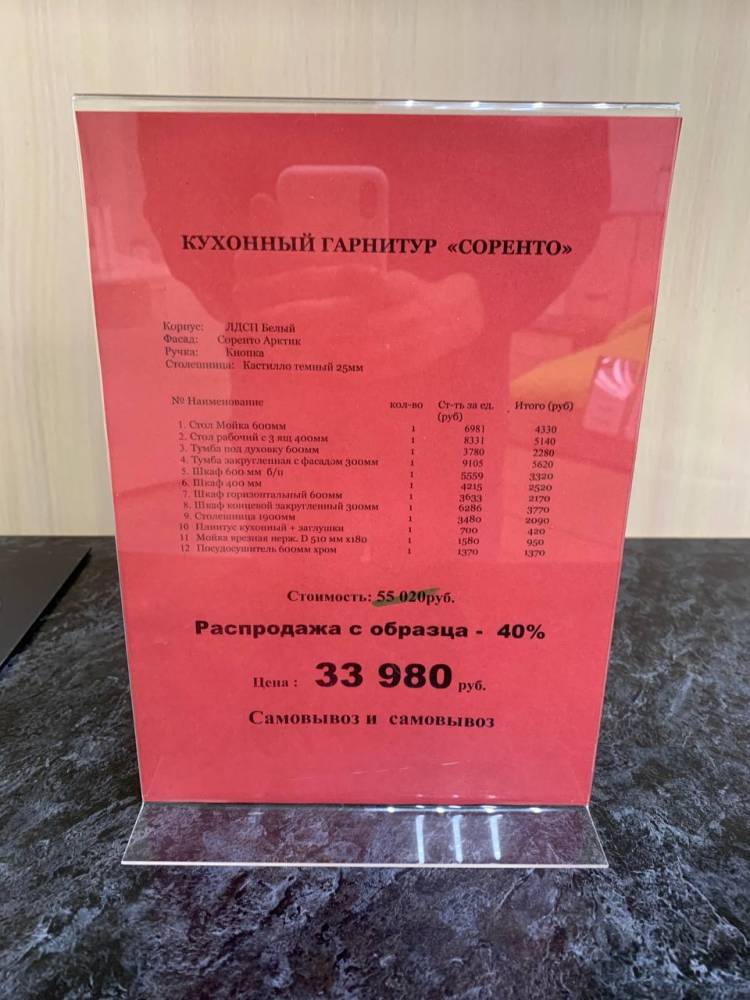 КУХОННЫЙ ГАРНИТУР «СОРЕНТО»
Корпус: ЛДСП Белый
Фасад: Соренто Арктик
Ручка: Кнопка
Столешница: Кастилло темный 25мм
№ Наименование кол-во Ст-ть за ед. (руб) Итого (руб)
1. Стол Мойка 600мм 1 6981 4330
2. Стол рабочий с 3 ящ 400мм 1 8331 5140
3. Тумба под духовку 600мм 1 3780 2280
4. Тумба закругленная с фасадом 300мм 1 9105 5620
5. Шкаф 600 мм б/п 1 5559 3320
6. Шкаф 400 мм 1 4215 2520
7. Шкаф горизонтальный 600мм 1 3633 2170
8. Шкаф концевой закругленный 300мм 1 6286 3770
9. Столешница 1900мм 1 3480 2090
10 Плинтус кухонный + заглушки 1 700 420
11 Мойка врезная нерж. D 510 мм х180 1 1580 950
12 Посудосушитель 600мм хром 1 1370 1370
Стоимость: 55 020руб.
Распродажа с образца - 40%
Цена : 33 980 руб.
Самовывоз и самовывоз